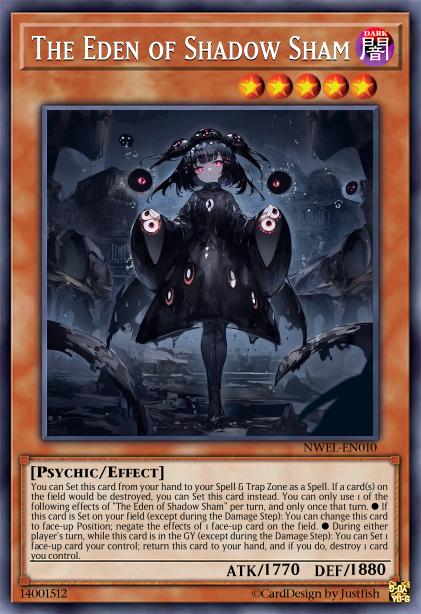 THE EDEN OF SHADOW SHAM
DARK
闇
NWEL-EN010
[PSYCHIC/EFFECT]
You can Set this card from your hand to your Spell & Trap Zone as a Spell. If a card(s) on
the field would be destroyed, you can Set this card instead. You can only use 1 of the
following effects of "The Eden of Shadow Sham" per turn, and only once that turn. ● If
this card is Set on your field (except during the Damage Step): You can change this card
to face-up Position; negate the effects of 1 face-up card on the field. ● During either
player's turn, while this card is in the GY (except during the Damage Step): You can Set 1
face-up card your control; return this card to your hand, and if you do, destroy 1 card
you control.
ATK/1770 DEF/1880
14001512 ©CardDesign by Justfish